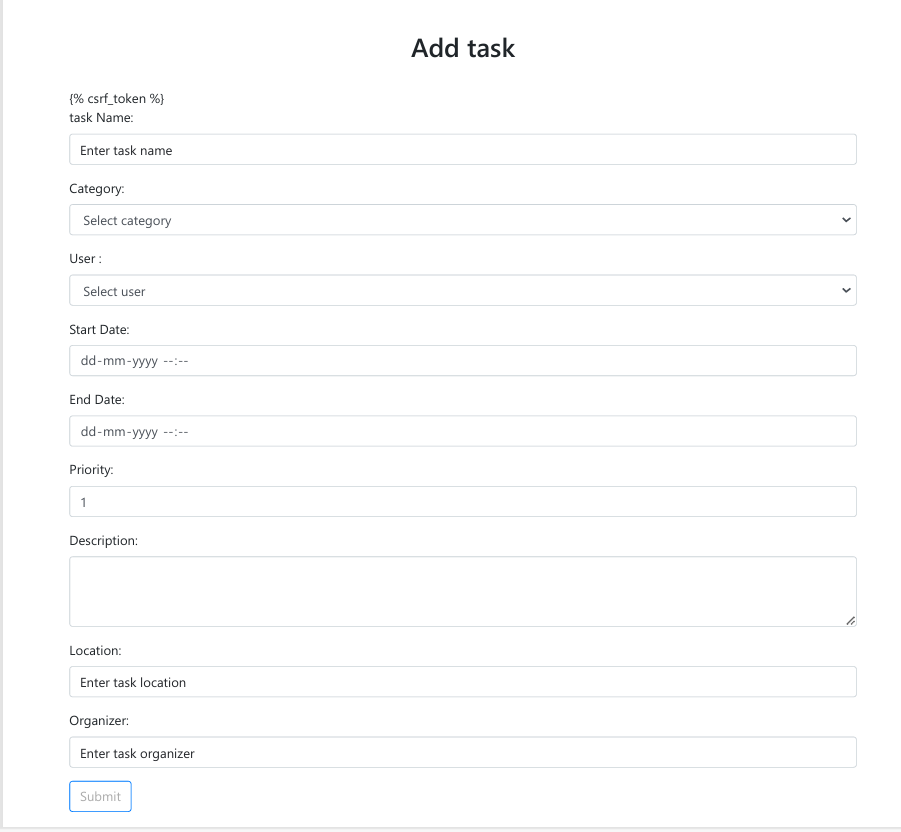 Add task
{% csrf_token %}
task Name:
Enter task name
Category:
Select category
User :
Select user
Start Date:
dd-mm-yyyy --:--
End Date:
dd-mm-yyyy --:--
Priority:
1
Description:
Location:
Enter task location
Organizer:
Enter task organizer
Submit